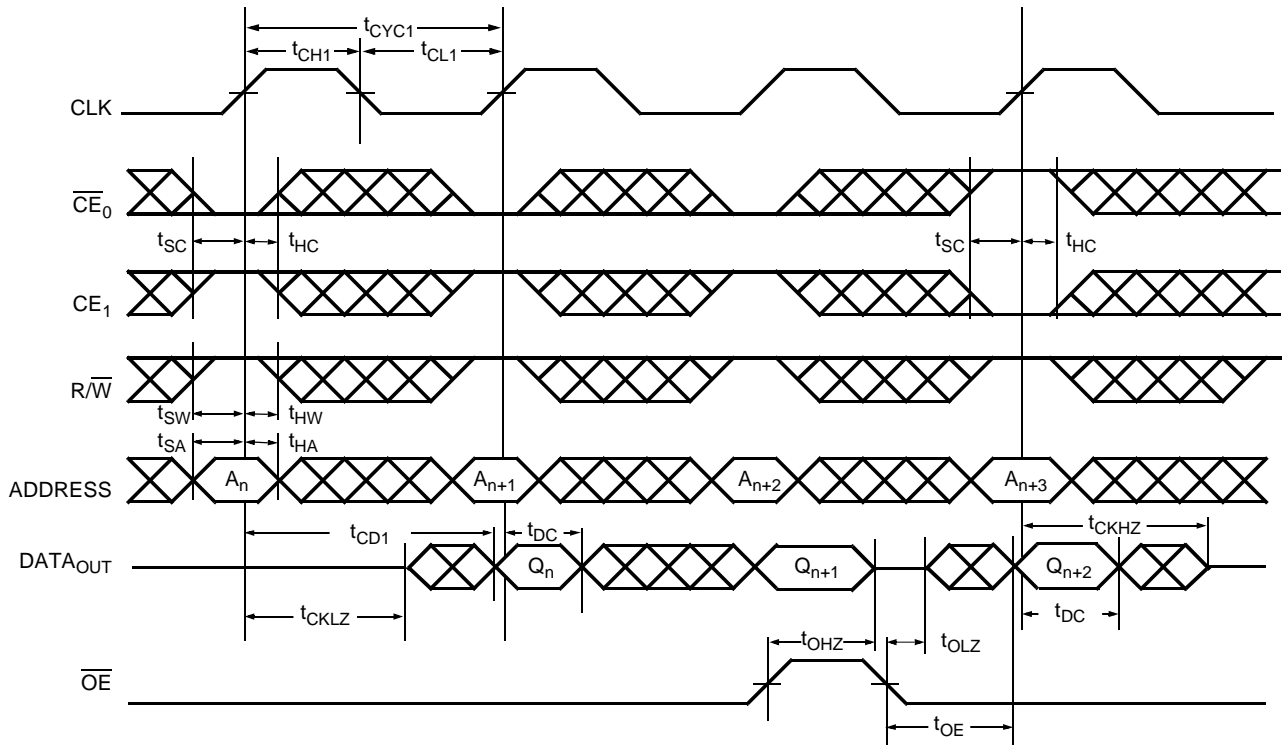 tCYC1
tCH1 tCL1
CLK
CE0
tSC tHC tSC tHC
CE1
R/W
tSW tHW
tSA tHA
ADDRESS An An+1 An+2 An+3
tCD1 tDC tCKHZ
DATAOUT Qn Qn+1 Qn+2
tCKLZ tDC
tOHZ tOLZ
OE
tOE